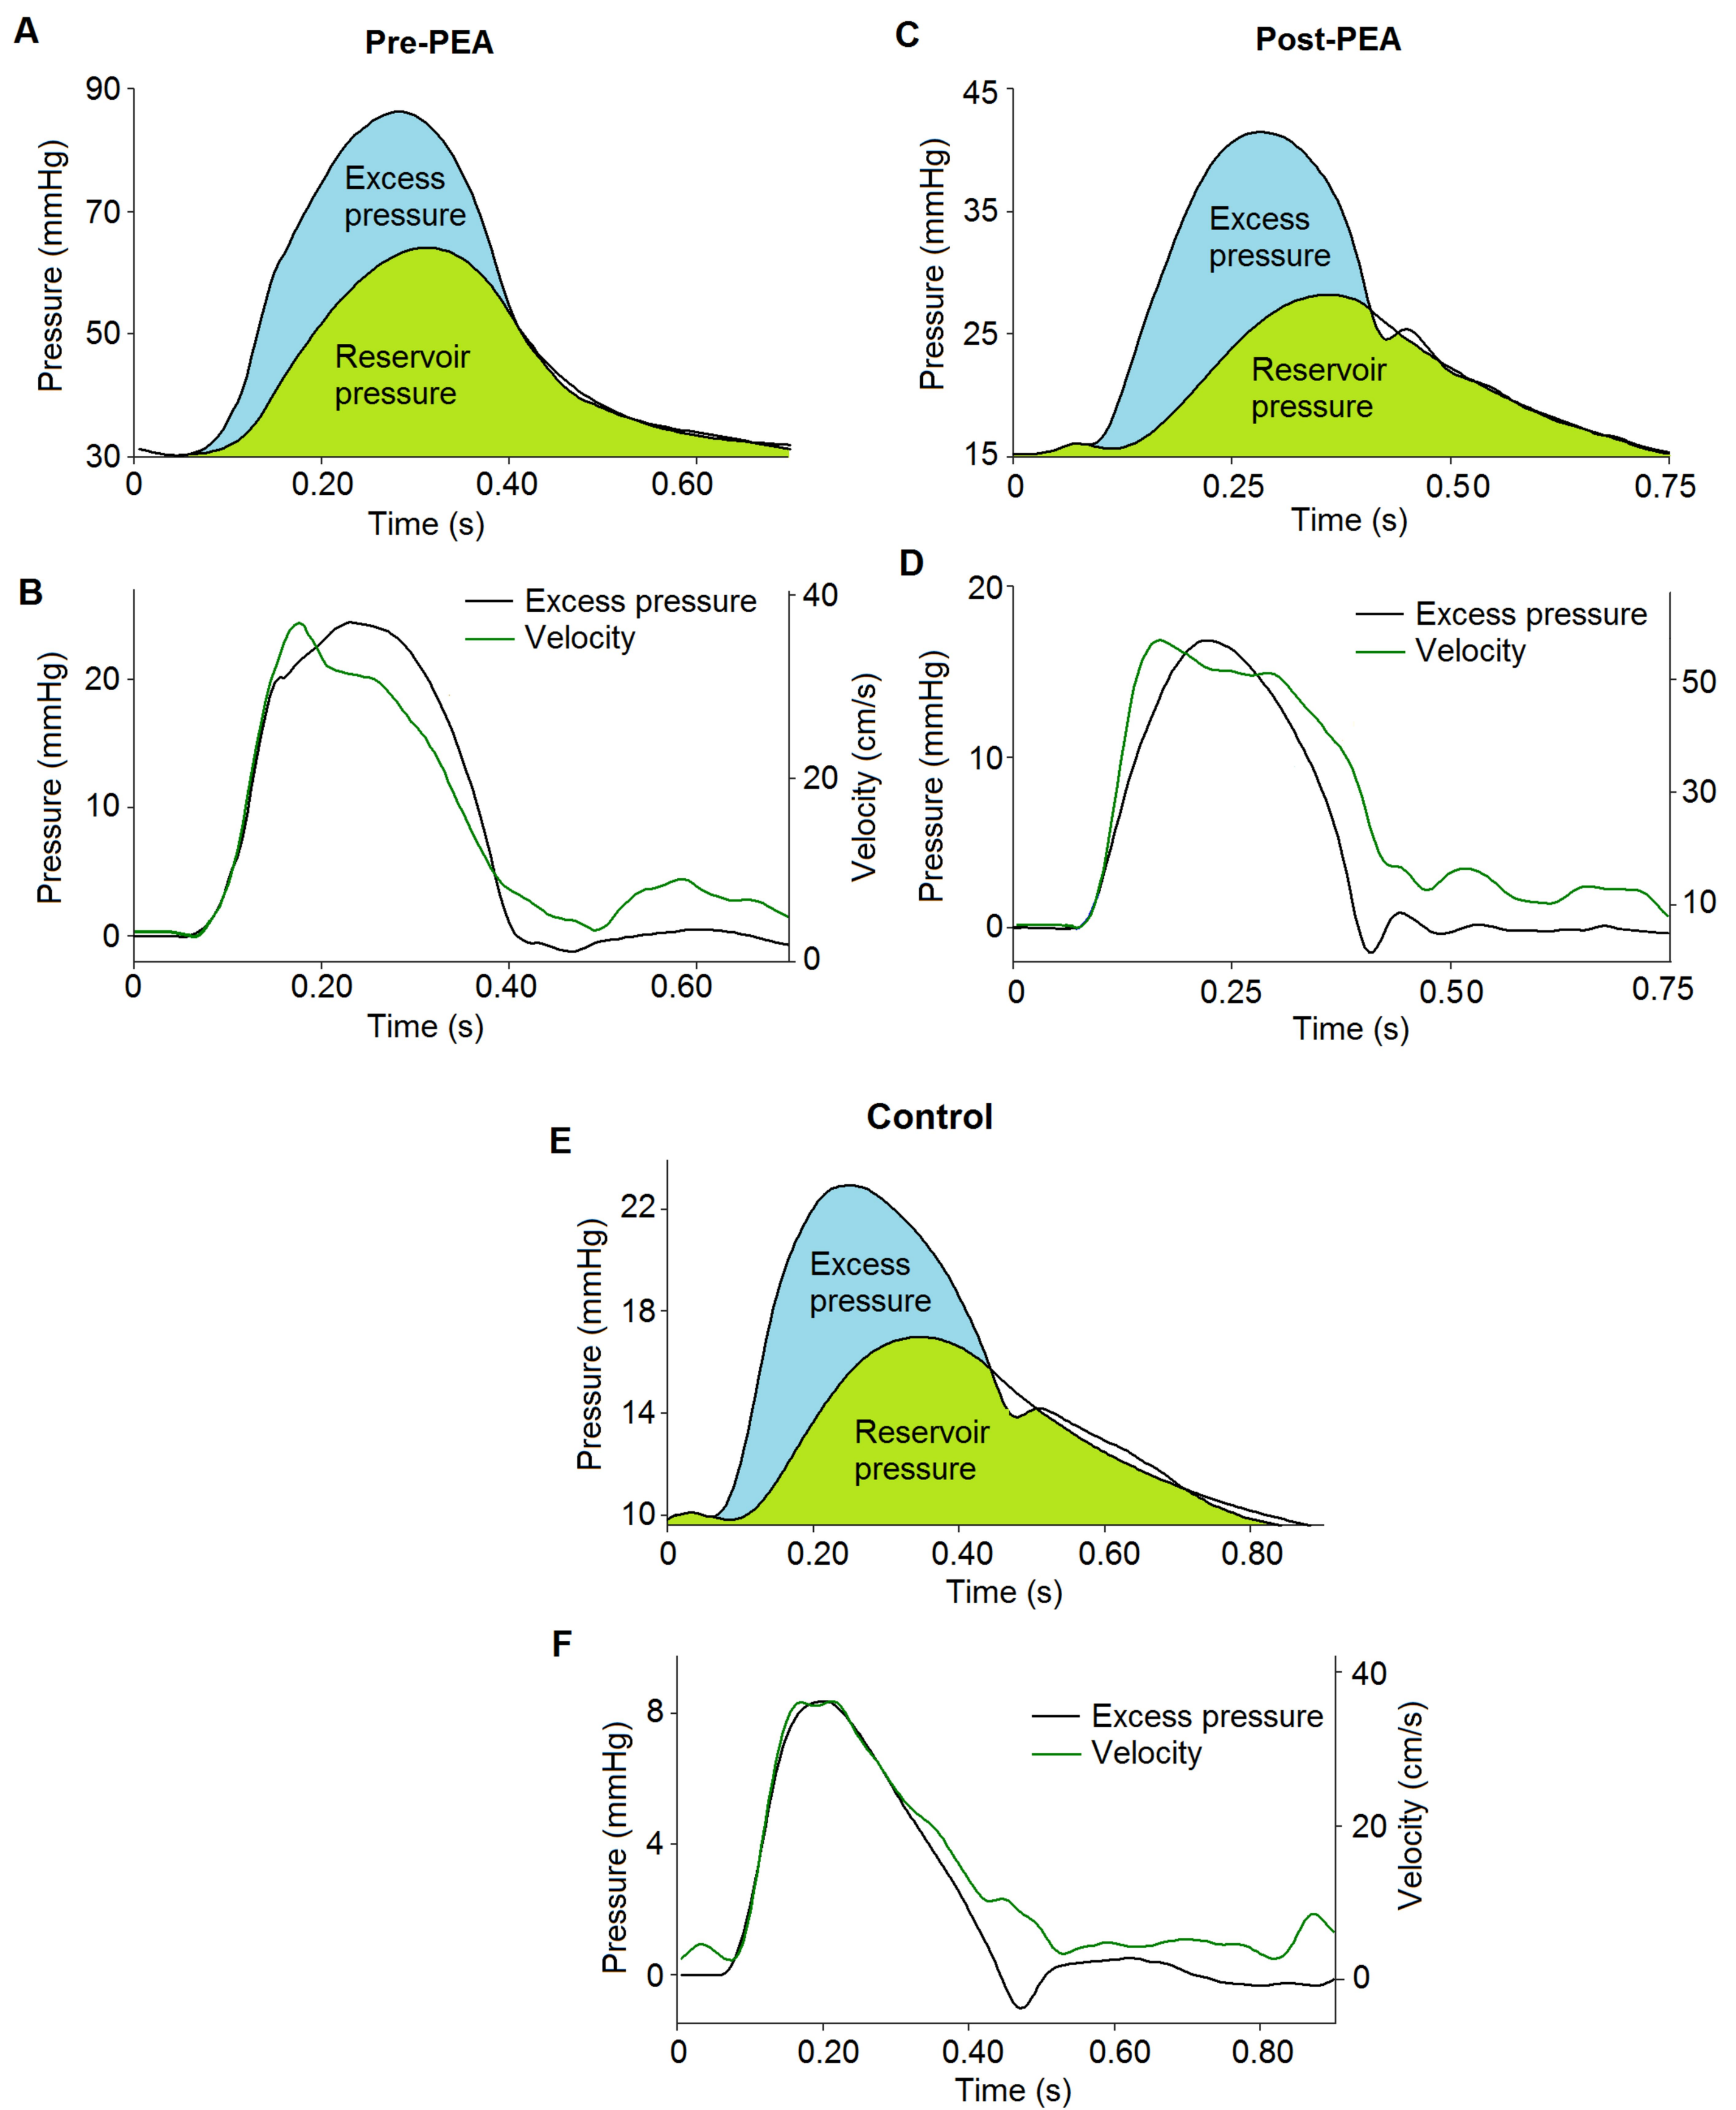 A
Pre-PEA
90
70
50
30
Pressure (mmHg)
Excess
pressure
Reservoir
pressure
0
0.20
0.40
0.60
Time (s)
C
Post-PEA
45
35
25
15
Pressure (mmHg)
Excess
pressure
Reservoir
pressure
0
0.25
0.50
0.75
Time (s)
B
Excess pressure
Velocity
20
10
0
Pressure (mmHg)
40
20
0
Velocity (cm/s)
0
0.20
0.40
0.60
Time (s)
D
Excess pressure
Velocity
20
10
0
Pressure (mmHg)
50
30
10
0
0.25
0.50
0.75
Time (s)
Control
E
22
18
14
10
Pressure (mmHg)
Excess
pressure
Reservoir
pressure
0
0.20
0.40
0.60
0.80
Time (s)
F
Excess pressure
Velocity
8
4
0
Pressure (mmHg)
40
20
0
Velocity (cm/s)
0
0.20
0.40
0.60
0.80
Time (s)